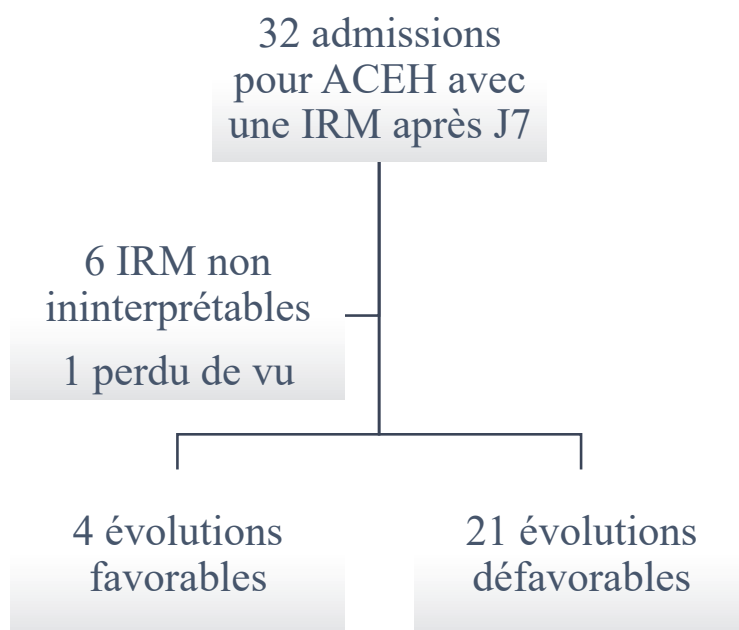 32 admissions
pour ACEH avec
une IRM après J7
6 IRM non
ininterprétables
1 perdu de vu
4 évolutions
favorables
21 évolutions
défavorables